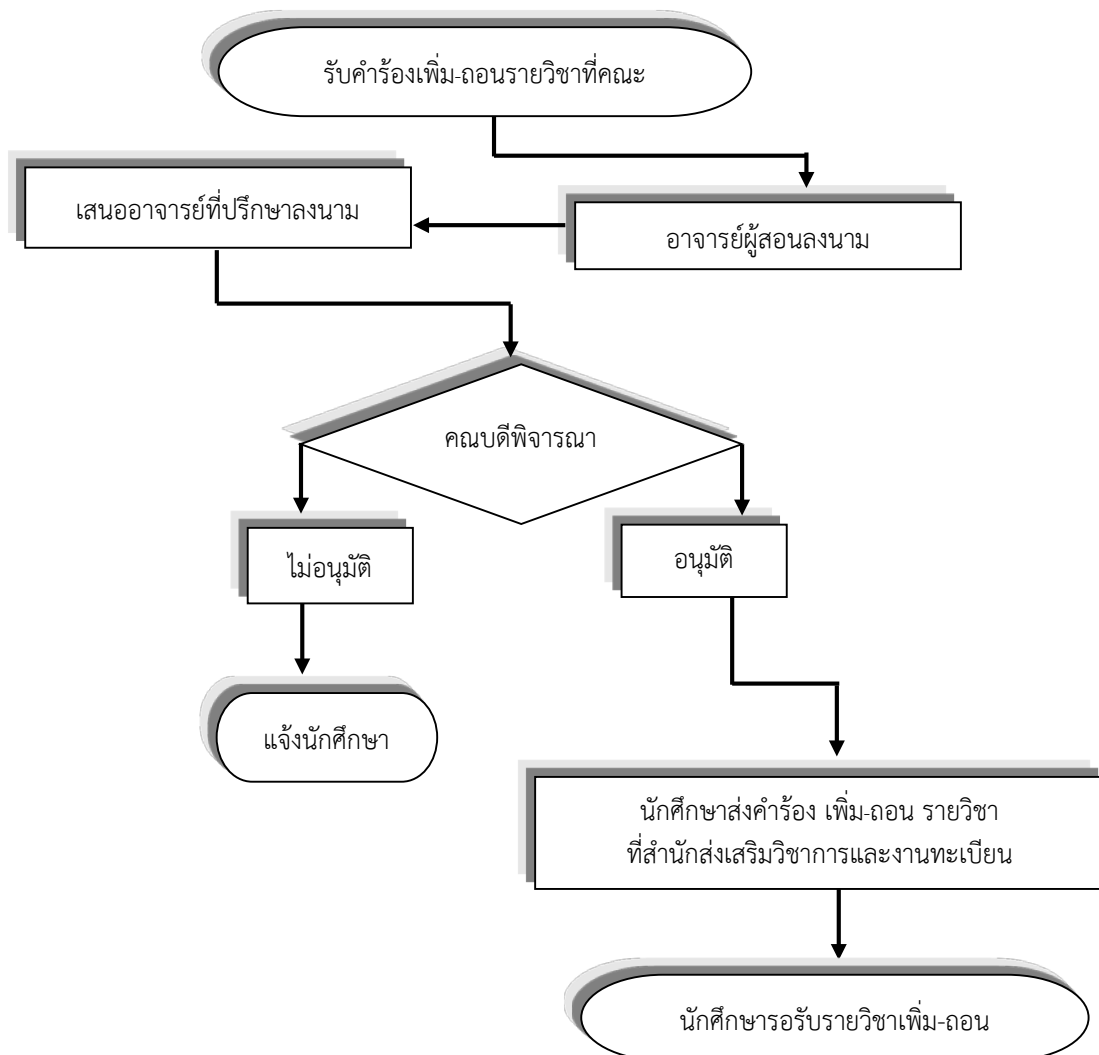 รับคำร้องเพิ่ม-ถอนรายวิชาที่คณะ
อาจารย์ผู้สอนลงนาม
เสนออาจารย์ที่ปรึกษาลงนาม
คณบดีพิจารณา
ไม่อนุมัติ
อนุมัติ
แจ้งนักศึกษา
นักศึกษาส่งคำร้อง เพิ่ม-ถอน รายวิชา
ที่สำนักส่งเสริมวิชาการและงานทะเบียน
นักศึกษารอรับรายวิชาเพิ่ม-ถอน